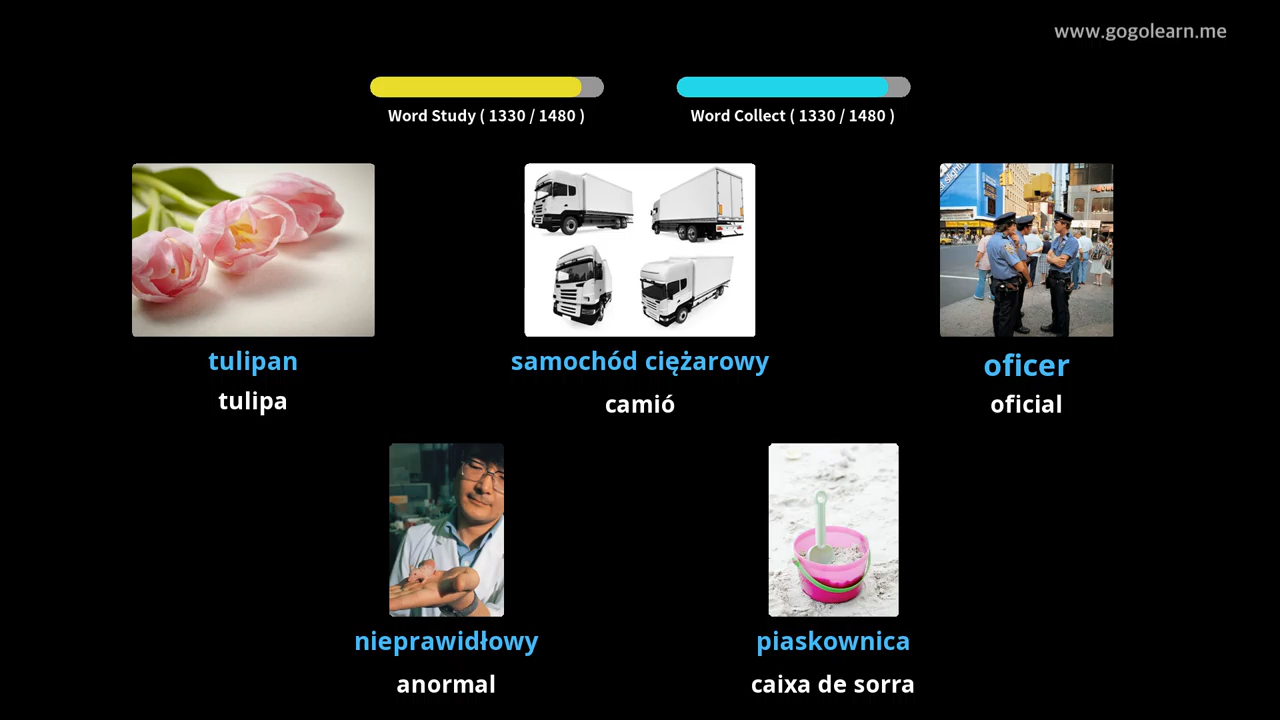 www.gogolearn.me
Word Study ( 1330 / 1480 )
Word Collect ( 1330 / 1480 )
tulipan
tulipa
samochód ciężarowy
camió
oficer
oficial
nieprawidłowy
anormal
piaskownica
caixa de sorra